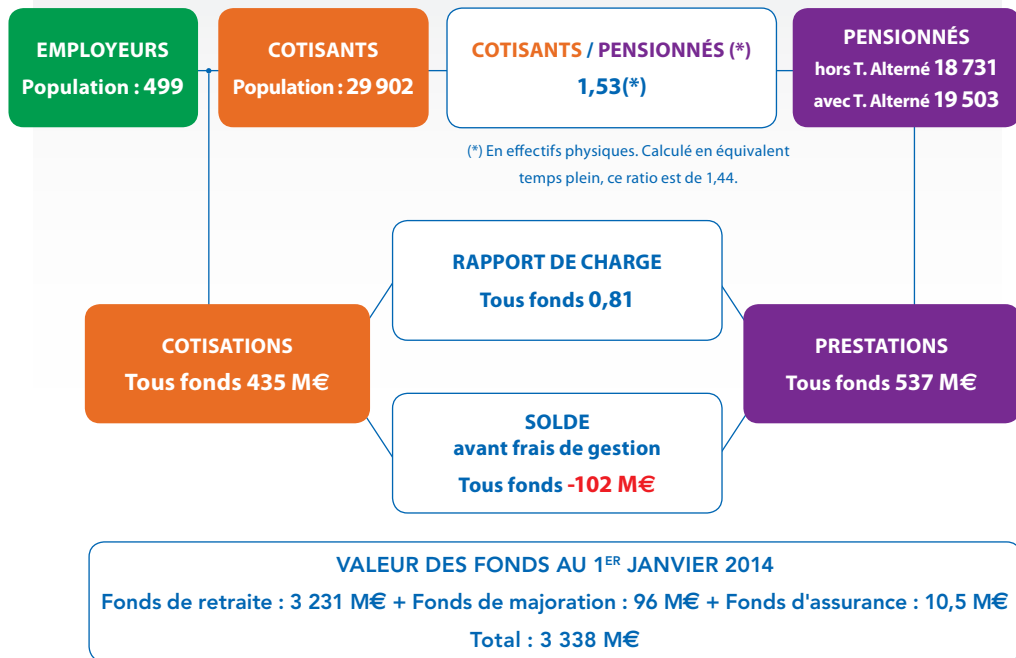 EMPLOYEURS
Population : 499
COTISANTS
Population : 29 902
COTISANTS / PENSIONNÉS (*)
1,53(*)
PENSIONNÉS
hors T. Alterné 18 731
avec T. Alterné 19 503
(*) En effectifs physiques. Calculé en équivalent
temps plein, ce ratio est de 1,44.
RAPPORT DE CHARGE
Tous fonds 0,81
COTISATIONS
Tous fonds 435 M€
PRESTATIONS
Tous fonds 537 M€
SOLDE
avant frais de gestion
Tous fonds -102 M€
VALEUR DES FONDS AU 1ER JANVIER 2014
Fonds de retraite : 3 231 M€ + Fonds de majoration : 96 M€ + Fonds d'assurance : 10,5 M€
Total : 3 338 M€